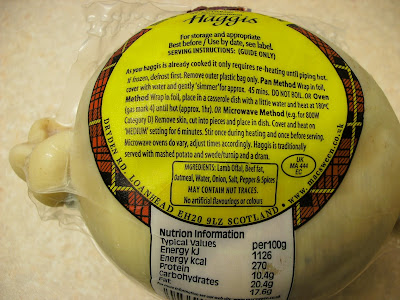 Haggis
For storage and appropriate
Best before / Use by date, see label.
SERVING INSTRUCTIONS: (GUIDE ONLY)
As you haggis is already cooked it only requires re-heating until piping hot.
If frozen, defrost first. Remove outer plastic bag only. Pan Method Wrap in foil,
cover with water and gently 'simmer' for approx. 45 mins. DO NOT BOIL. OR Oven
Method Wrap in foil, place in a casserole dish with a little water and heat at 180ºC
(gas mark 4) until hot (approx. 1hr). OR Microwave Method (e.g. for 800W
Category D) Remove skin, cut into pieces and place in dish. Cover and heat on
'MEDIUM' setting for 6 minutes. Stir once during heating and once before serving.
Microwave ovens do vary, adjust times accordingly. Haggis is traditionally
served with mashed potato and swede/turnip and a dram.
INGREDIENTS: Lamb Offal, Beef fat,
Oatmeal, Water, Onion, Salt, Pepper & Spices
MAY CONTAIN NUT TRACES.
No artificial flavourings or colours
UK
MA 444
EC
DRYDEN RD, LOANHEAD EH20 9LZ SCOTLAND • www.macsween.co.uk
Nutrition Information
Typical Values per100g
Energy kJ 1126
Energy kcal 270
Protein 10.4g
Carbohydrates 20.4g
Fat 17.6g